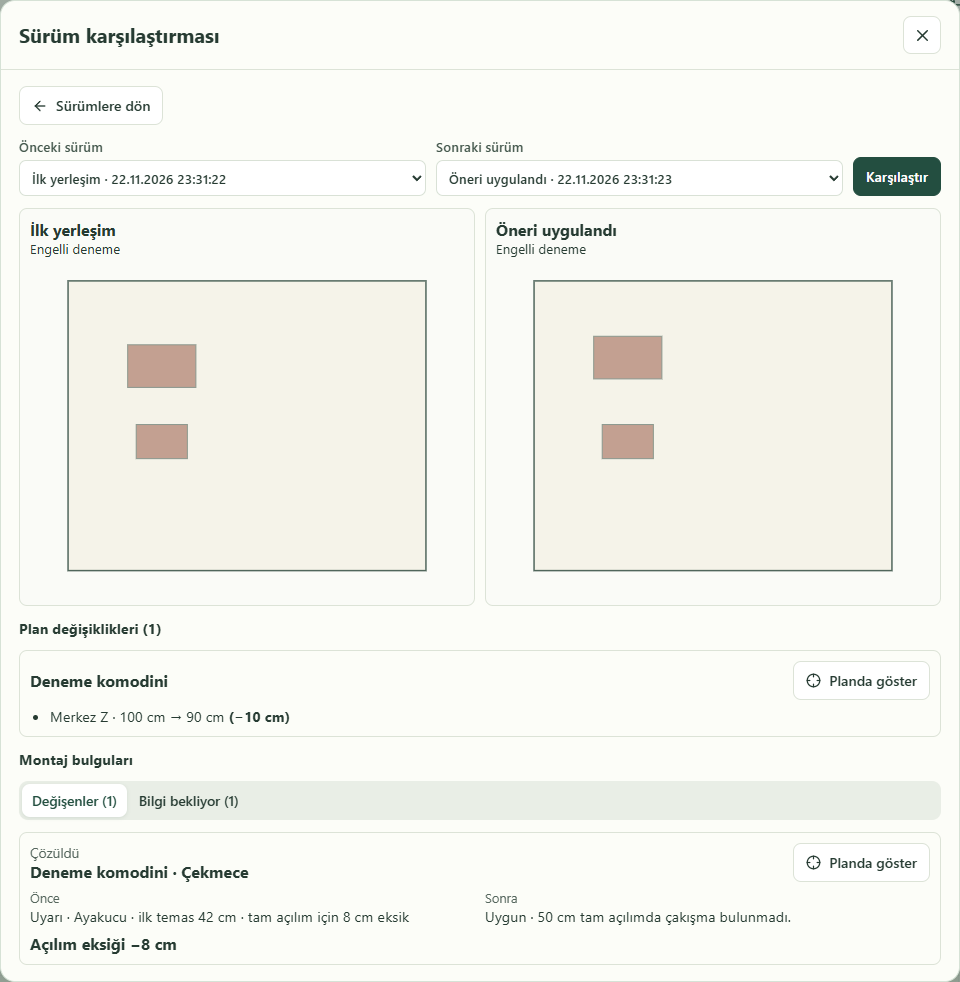 Sürüm karşılaştırması
Sürümlere dön
Önceki sürüm
Sonraki sürüm
İlk yerleşim · 22.11.2026 23:31:22
Öneri uygulandı · 22.11.2026 23:31:23
Karşılaştır
İlk yerleşim
Engelli deneme
Öneri uygulandı
Engelli deneme
Plan değişiklikleri (1)
Deneme komodini
Planda göster
Merkez Z · 100 cm → 90 cm (−10 cm)
Montaj bulguları
Değişenler (1)
Bilgi bekliyor (1)
Çözüldü
Deneme komodini · Çekmece
Planda göster
Önce
Uyarı · Ayakucu · ilk temas 42 cm · tam açılım için 8 cm eksik
Sonra
Uygun · 50 cm tam açılımda çakışma bulunmadı.
Açılım eksiği −8 cm